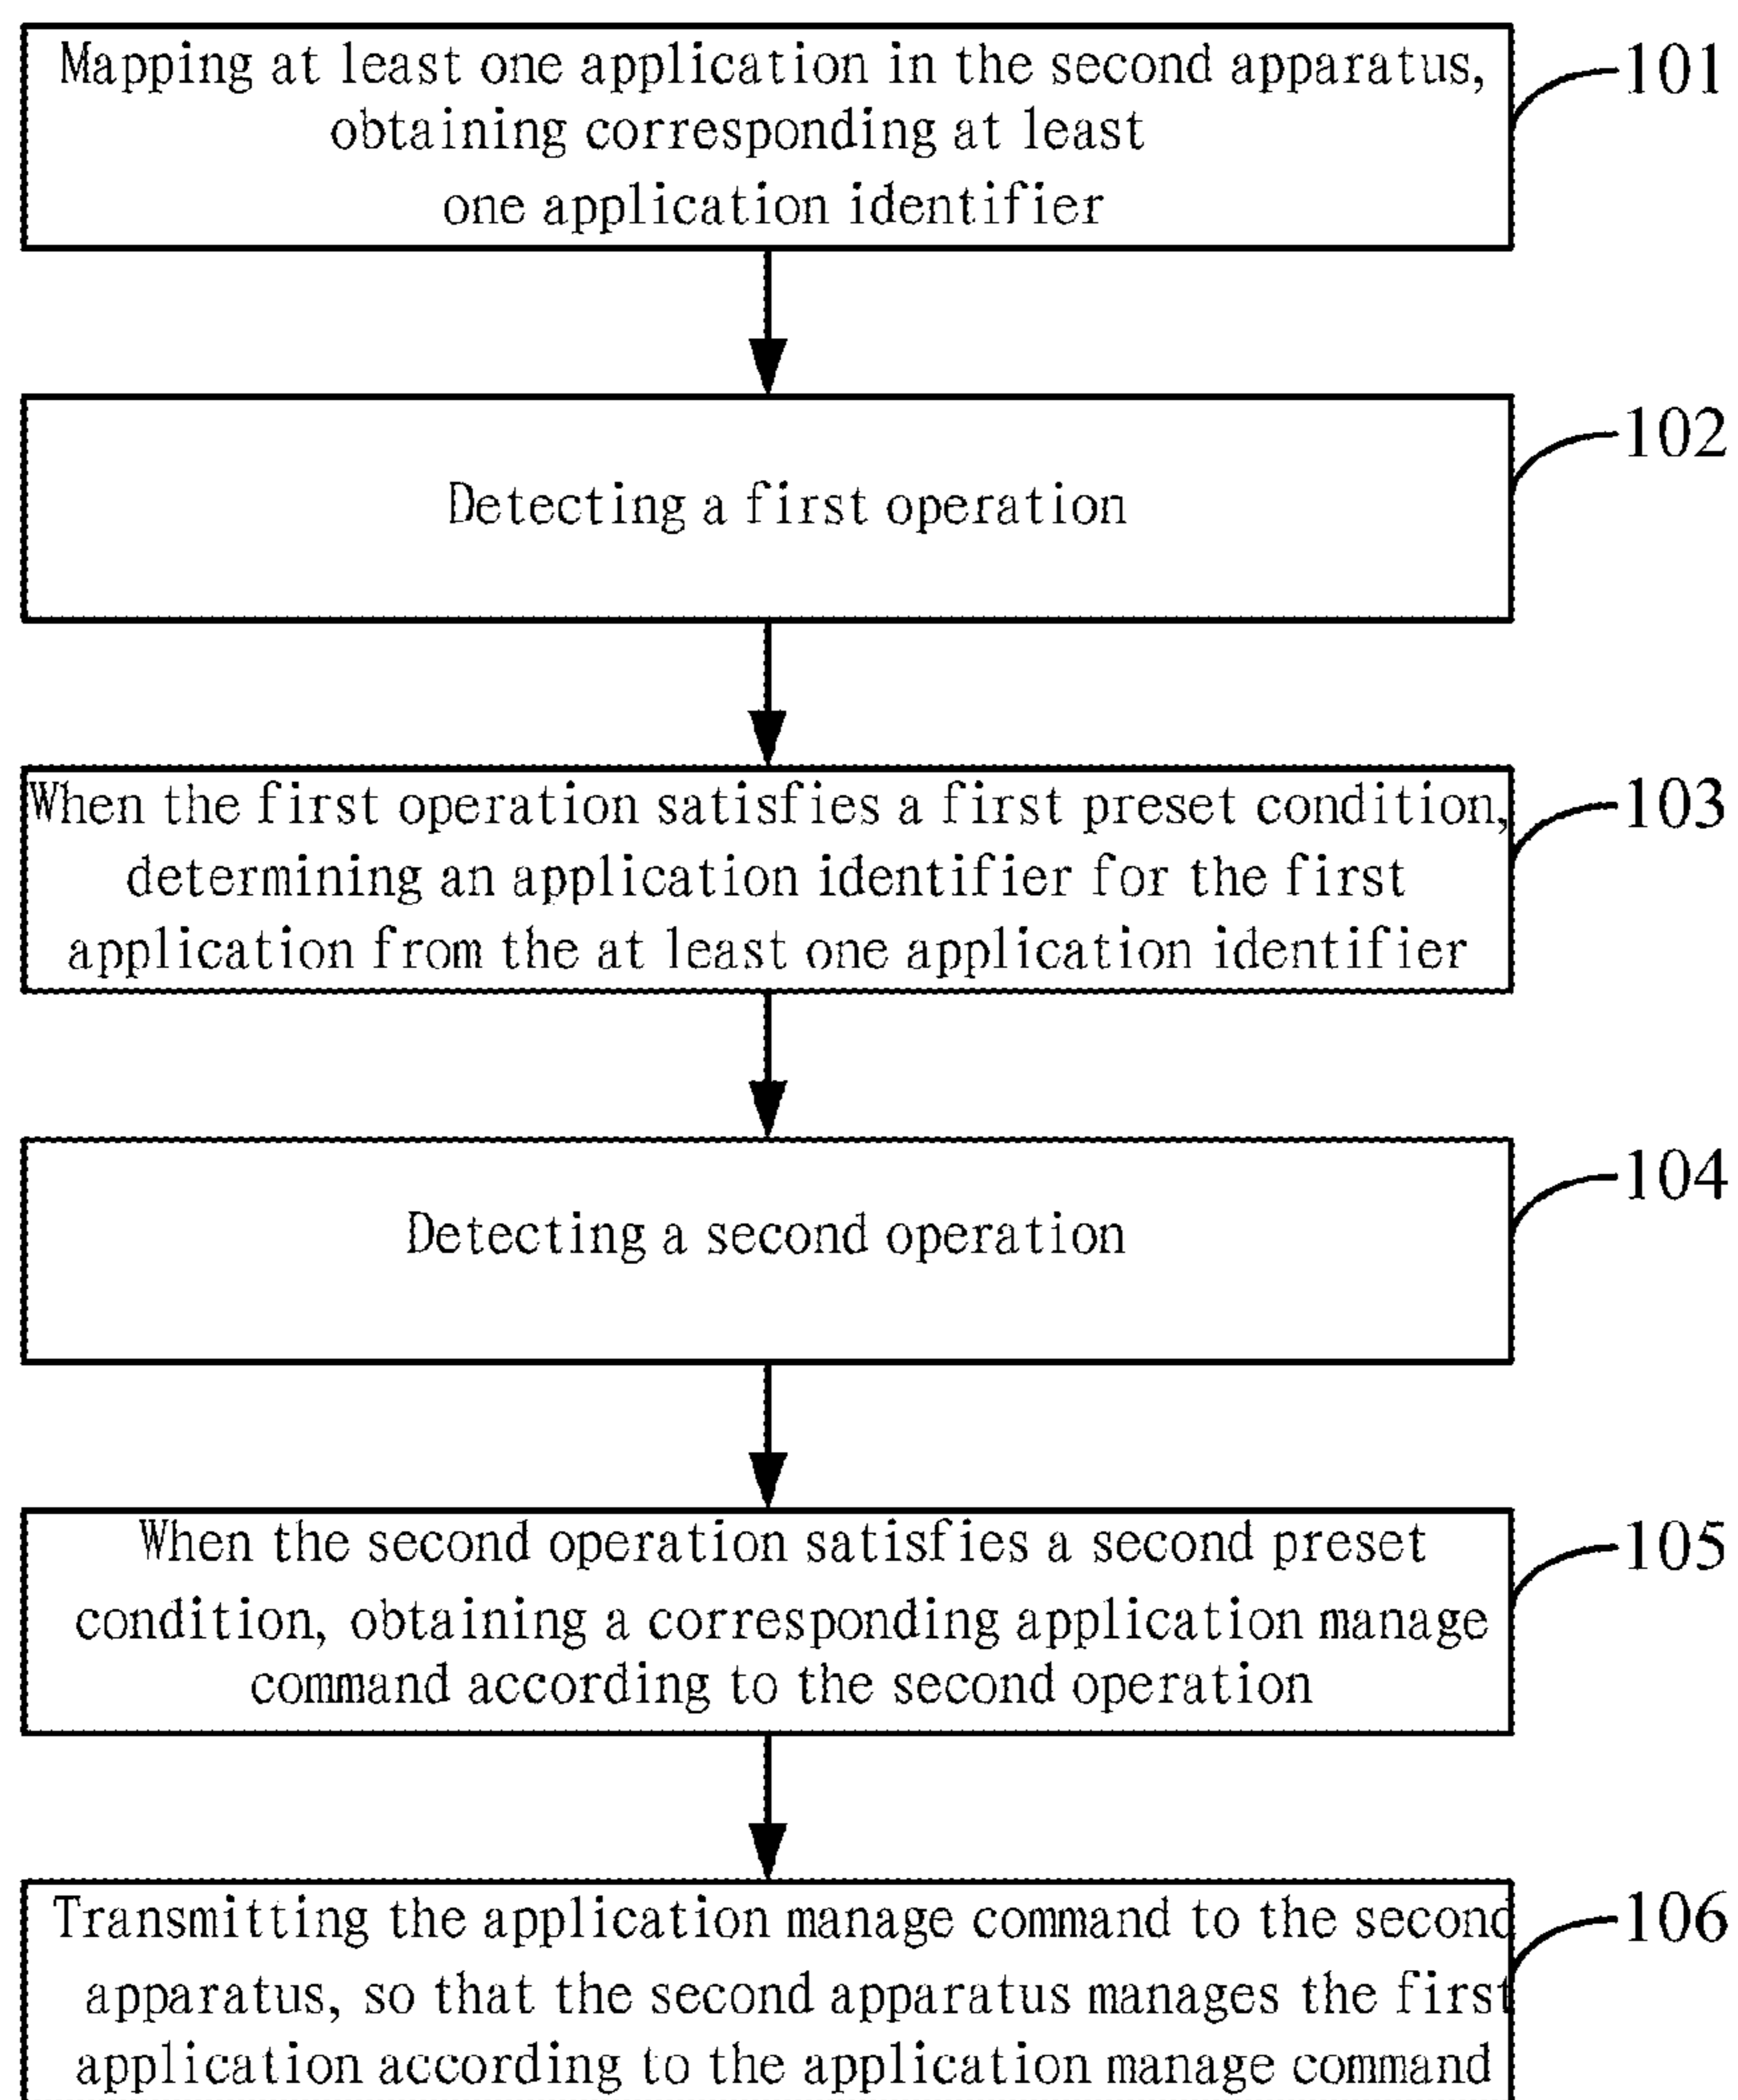 Mapping at least one application in the second apparatus,
101
obtaining corresponding at least
one application identifier
102
Detecting a first operation
When the first operation satisfies a first preset condition,
103
determining an application identifier for the first
application from the at least one application identifier
104
Detecting a second operation
When the second operation satisfies a second preset
105
condition, obtaining a corresponding application manage
command according to the second operation
Transmitting the application manage command to the second
106
apparatus, so that the second apparatus manages the first
application according to the application manage command